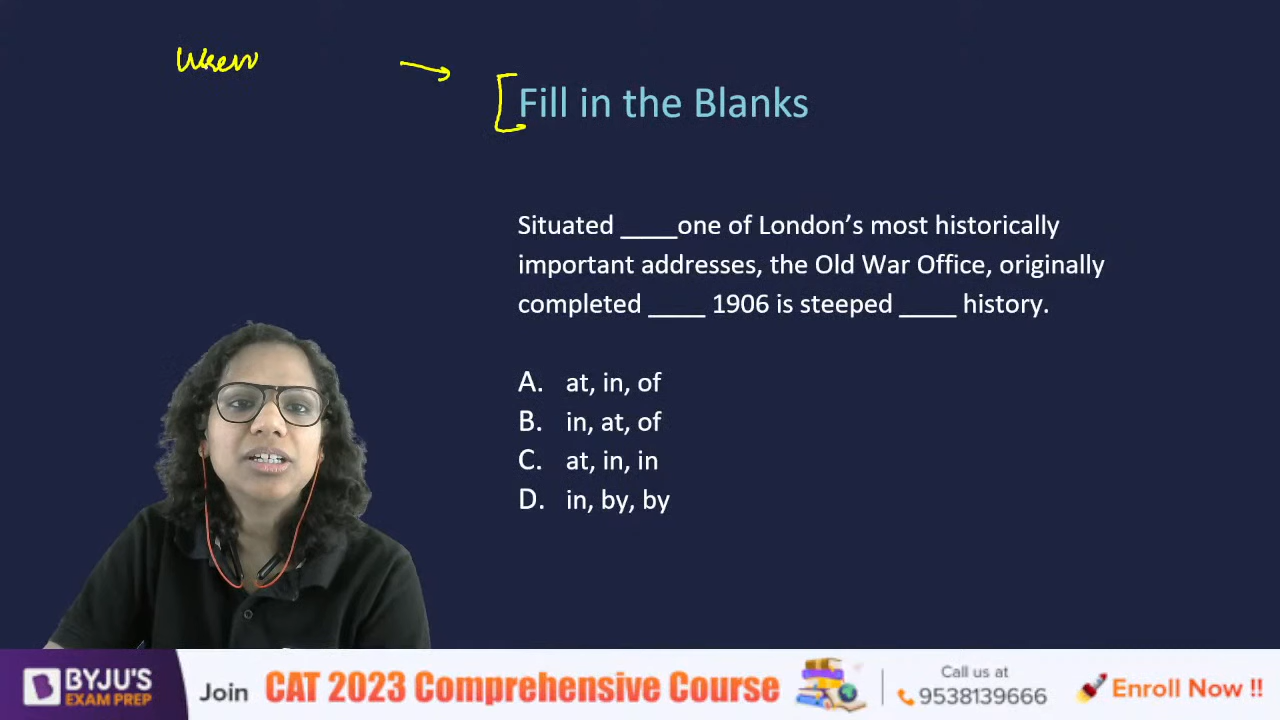 Fill in the Blanks
Situated ____one of London’s most historically
important addresses, the Old War Office, originally
completed ____ 1906 is steeped ____ history.
A. at, in, of
B. in, at, of
C. at, in, in
D. in, by, by
BYJU'S
EXAM PREP
Join CAT 2023 Comprehensive Course
Call us at
9538139666
Enroll Now !!